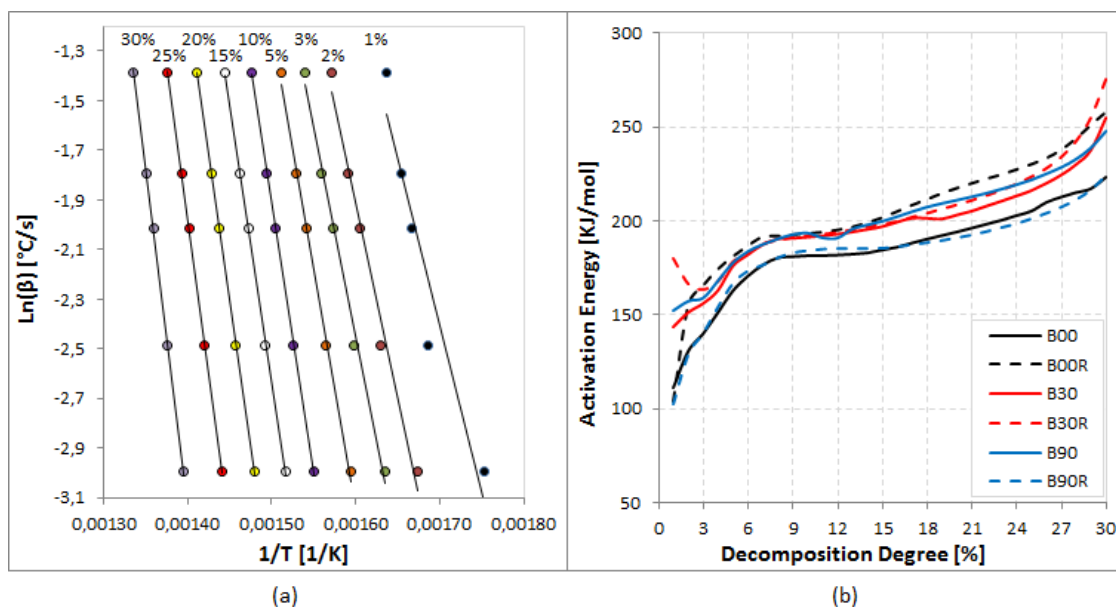 30% 20% 10% 3% 1%
25% 15% 5% 2%
-1,3
-1,5
-1,7
-1,9
-2,1
-2,3
-2,5
-2,7
-2,9
-3,1
Ln(β) [°C/s]
0,00130 0,00140 0,00150 0,00160 0,00170 0,00180
1/T [1/K]
(a)
300
250
200
150
100
50
Activation Energy [KJ/mol]
B00
B00R
B30
B30R
B90
B90R
0 3 6 9 12 15 18 21 24 27 30
Decomposition Degree [%]
(b)